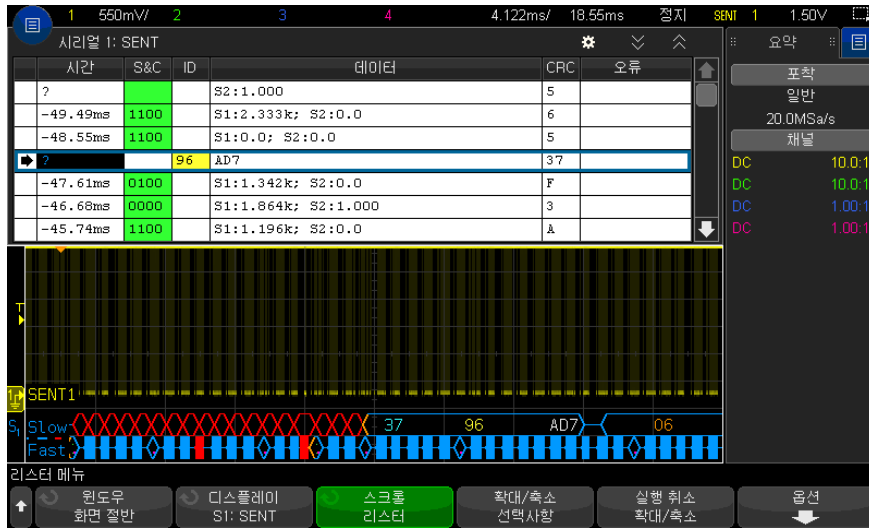 1 550mV/ 2 3 4 4.122ms/ 18.55ms 정지 SENT 1 1.50V
시리얼 1: SENT
요약
시간 S&C ID 데이터 CRC 오류
? S2:1.000 5
-49.49ms 1100 S1:2.333k; S2:0.0 6
-48.55ms 1100 S1:0.0; S2:0.0 5
? 96 AD7 37
-47.61ms 0100 S1:1.342k; S2:0.0 F
-46.68ms 0000 S1:1.864k; S2:1.000 3
-45.74ms 1100 S1:1.196k; S2:0.0 A
포착
일반
20.0MSa/s
채널
DC 10.0:1
DC 10.0:1
DC 1.00:1
DC 1.00:1
T
SENT1
S1 Slow 37 96 AD7 06
Fast
리스터 메뉴
윈도우
화면 절반
디스플레이
S1: SENT
스크롤
리스터
확대/축소
선택사항
실행 취소
확대/축소
옵션